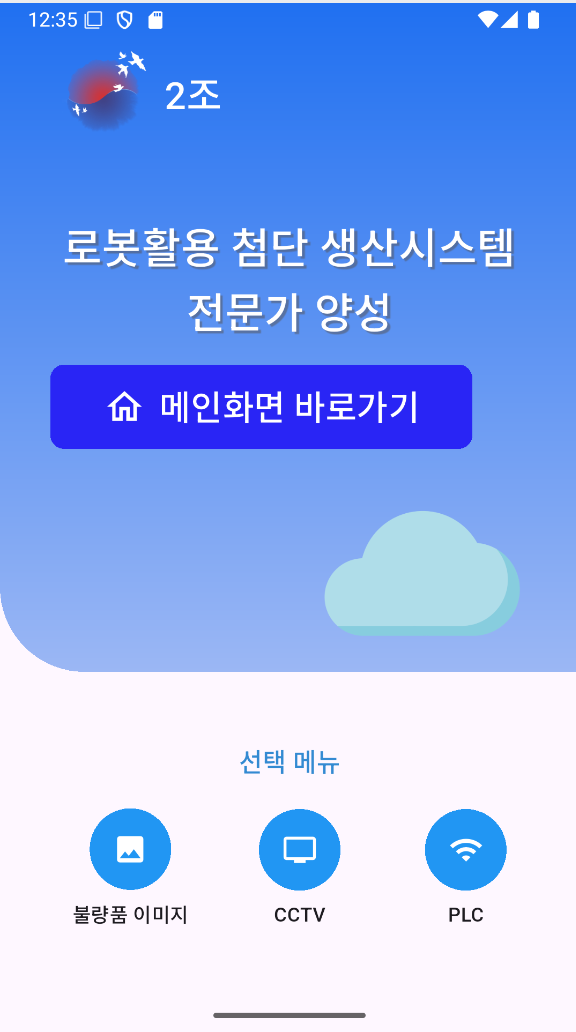 12:35
2조
로봇활용 첨단 생산시스템
전문가 양성
메인화면 바로가기
선택 메뉴
불량품 이미지
CCTV
PLC